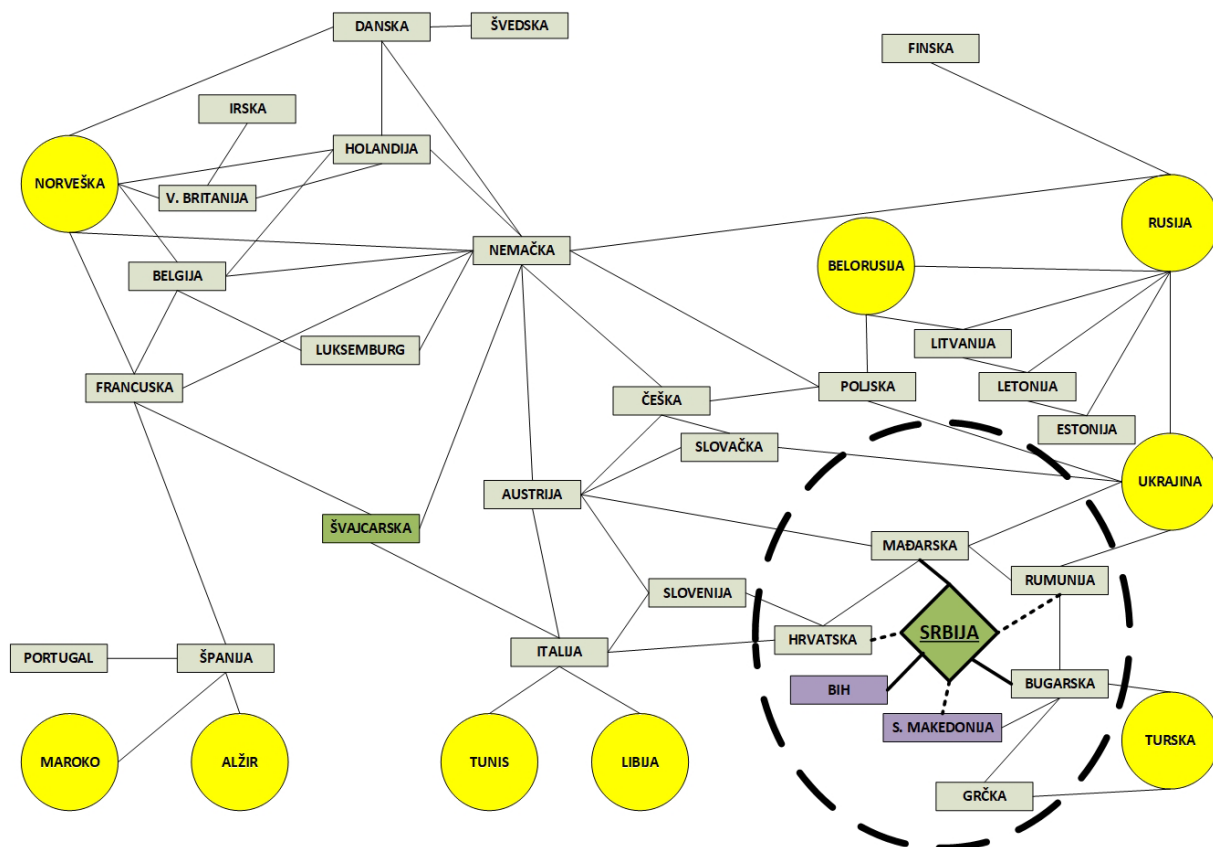 DANSKA
ŠVEDSKA
FINSKA
IRSKA
HOLANDIJA
NORVEŠKA
V. BRITANIJA
RUSIJA
NEMAČKA
BELORUSIJA
BELGIJA
LITVANIJA
LUKSEMBURG
FRANCUSKA
POLJSKA
LETONIJA
ČEŠKA
ESTONIJA
SLOVAČKA
UKRAJINA
AUSTRIJA
ŠVAJCARSKA
MAĐARSKA
RUMUNIJA
SLOVENIJA
SRBIJA
HRVATSKA
ITALIJA
PORTUGAL
ŠPANIJA
BUGARSKA
BIH
S. MAKEDONIJA
TURSKA
MAROKO
ALŽIR
TUNIS
LIBIJA
GRČKA